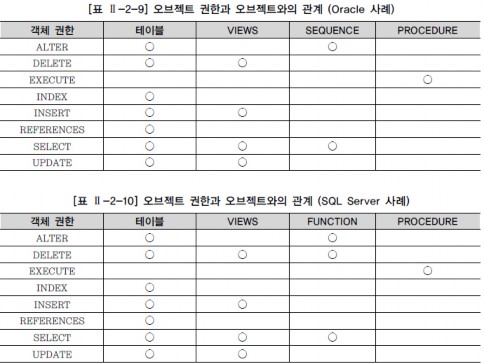 [표 Ⅱ-2-9] 오브젝트 권한과 오브젝트와의 관계 (Oracle 사례)
객체 권한 테이블 VIEWS SEQUENCE PROCEDURE
ALTER ○ ○
DELETE ○ ○
EXECUTE ○
INDEX ○
INSERT ○ ○
REFERENCES ○
SELECT ○ ○ ○
UPDATE ○ ○
[표 Ⅱ-2-10] 오브젝트 권한과 오브젝트와의 관계 (SQL Server 사례)
객체 권한 테이블 VIEWS FUNCTION PROCEDURE
ALTER ○ ○
DELETE ○ ○ ○
EXECUTE ○
INDEX ○
INSERT ○ ○
REFERENCES ○
SELECT ○ ○ ○
UPDATE ○ ○